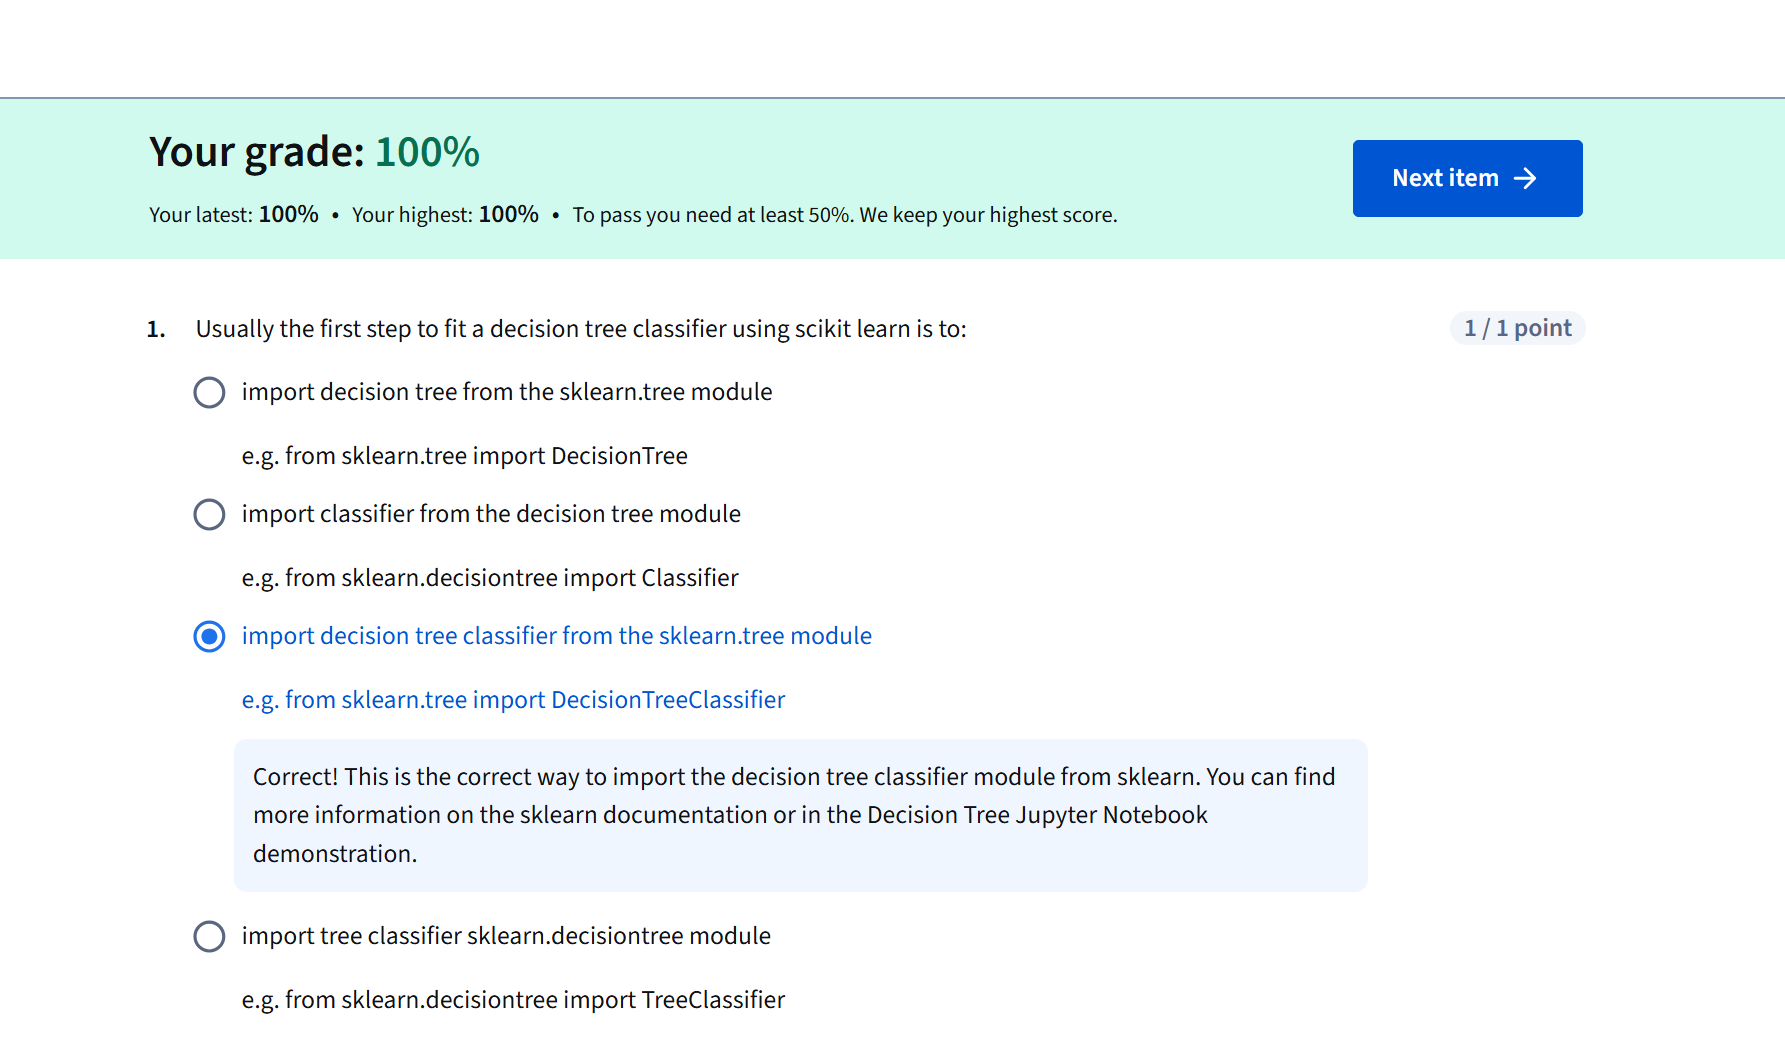 Your grade: 100%
Next item
Your latest: 100% • Your highest: 100% • To pass you need at least 50%. We keep your highest score.
1. Usually the first step to fit a decision tree classifier using scikit learn is to:
1 / 1 point
import decision tree from the sklearn.tree module
e.g. from sklearn.tree import DecisionTree
import classifier from the decision tree module
e.g. from sklearn.decisiontree import Classifier
import decision tree classifier from the sklearn.tree module
e.g. from sklearn.tree import DecisionTreeClassifier
Correct! This is the correct way to import the decision tree classifier module from sklearn. You can find
more information on the sklearn documentation or in the Decision Tree Jupyter Notebook
demonstration.
import tree classifier sklearn.decisiontree module
e.g. from sklearn.decisiontree import TreeClassifier